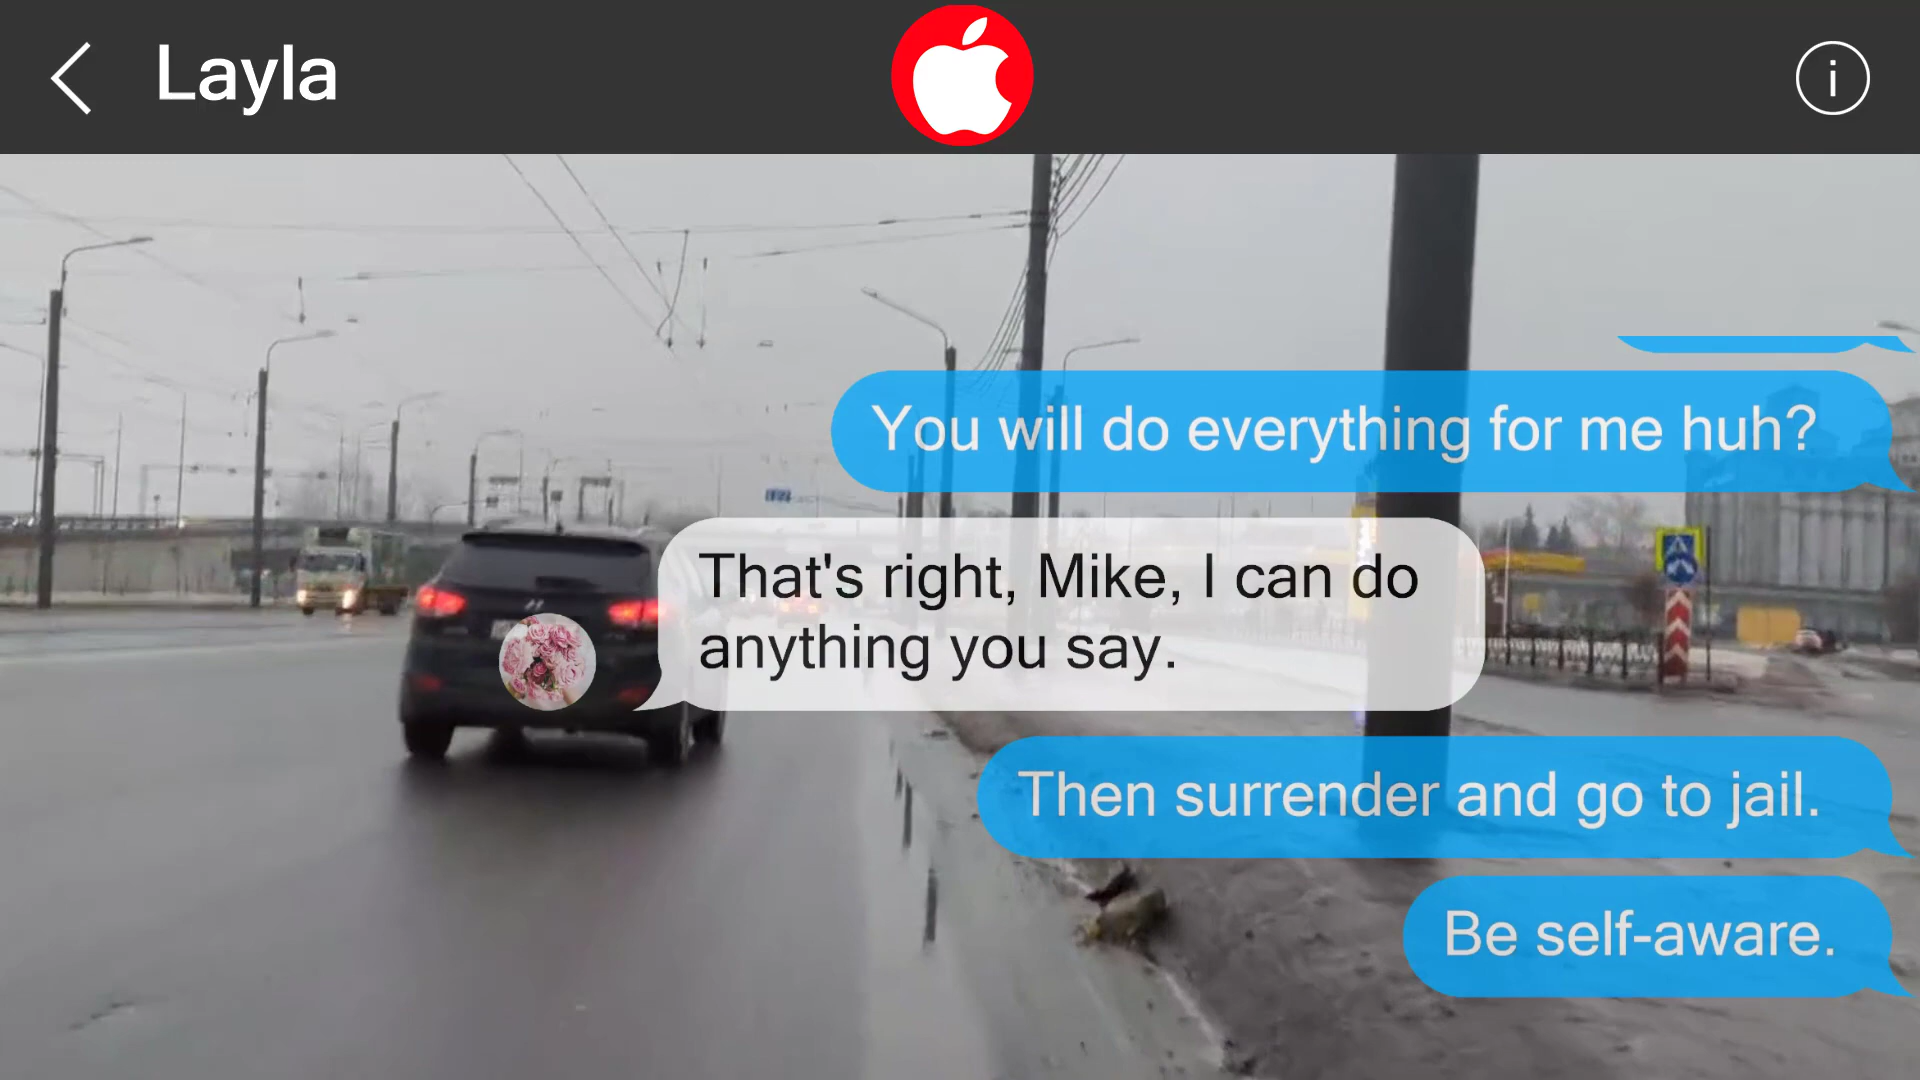 Layla
You will do everything for me huh?
That's right, Mike, I can do
anything you say.
Then surrender and go to jail.
Be self-aware.